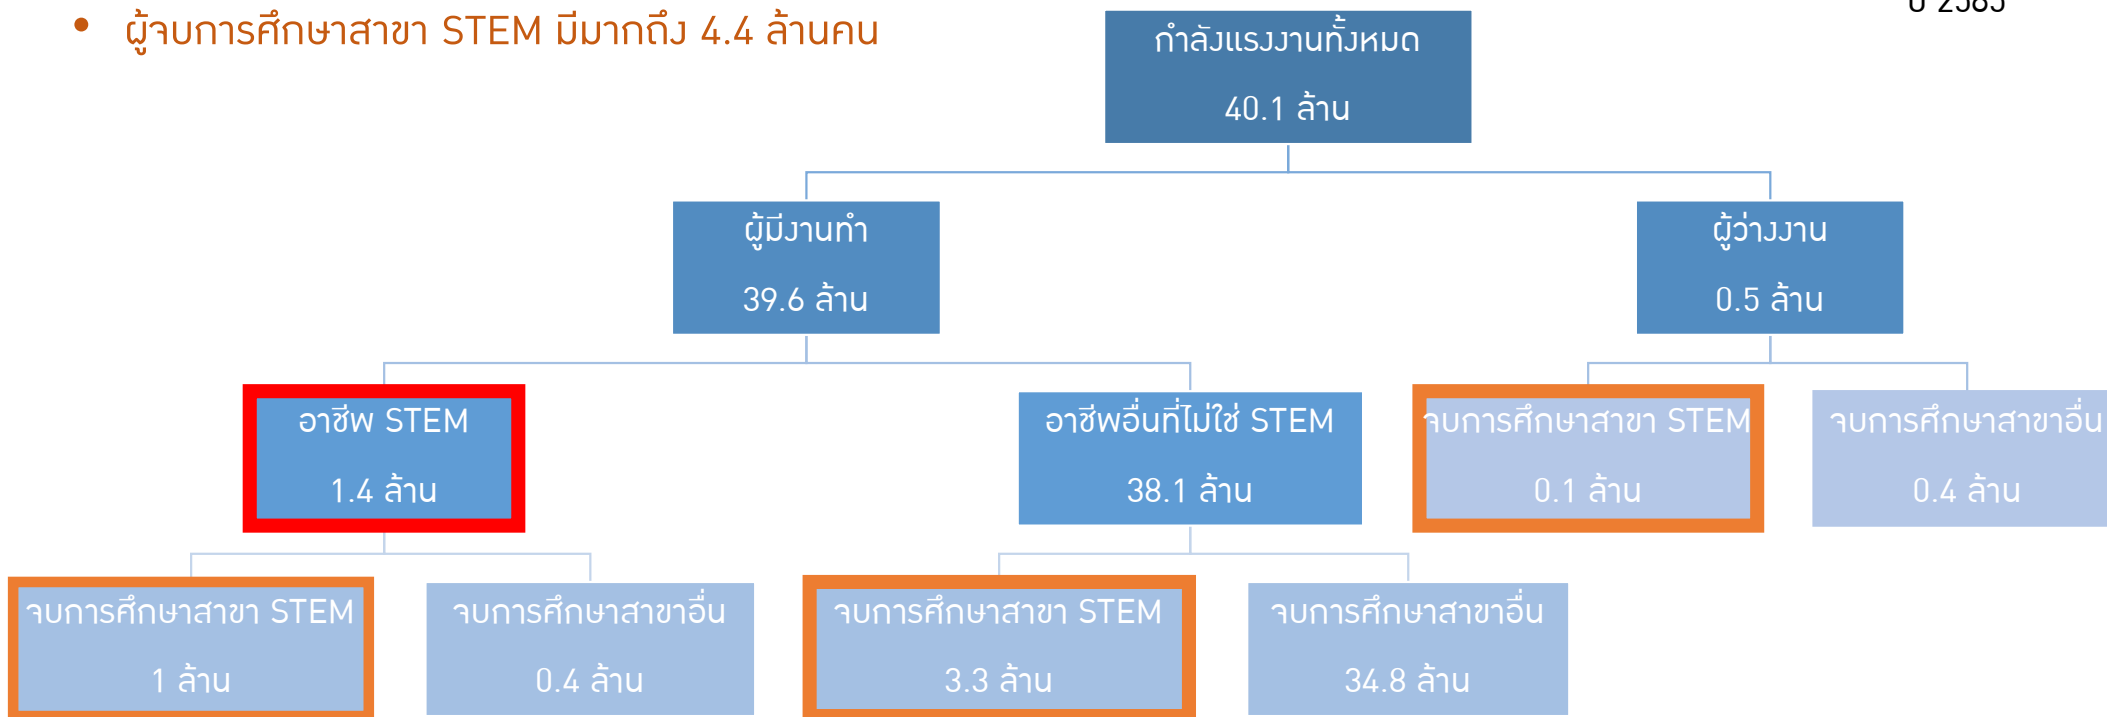 • ผู้จบการศึกษาสาขา STEM มีมากถึง 4.4 ล้านคน
กำลังแรงงานทั้งหมด
40.1 ล้าน
ผู้มีงานทำ
39.6 ล้าน
ผู้ว่างงาน
0.5 ล้าน
อาชีพ STEM
1.4 ล้าน
อาชีพอื่นที่ไม่ใช่ STEM
38.1 ล้าน
จบการศึกษาสาขา STEM
0.1 ล้าน
จบการศึกษาสาขาอื่น
0.4 ล้าน
จบการศึกษาสาขา STEM
1 ล้าน
จบการศึกษาสาขาอื่น
0.4 ล้าน
จบการศึกษาสาขา STEM
3.3 ล้าน
จบการศึกษาสาขาอื่น
34.8 ล้าน